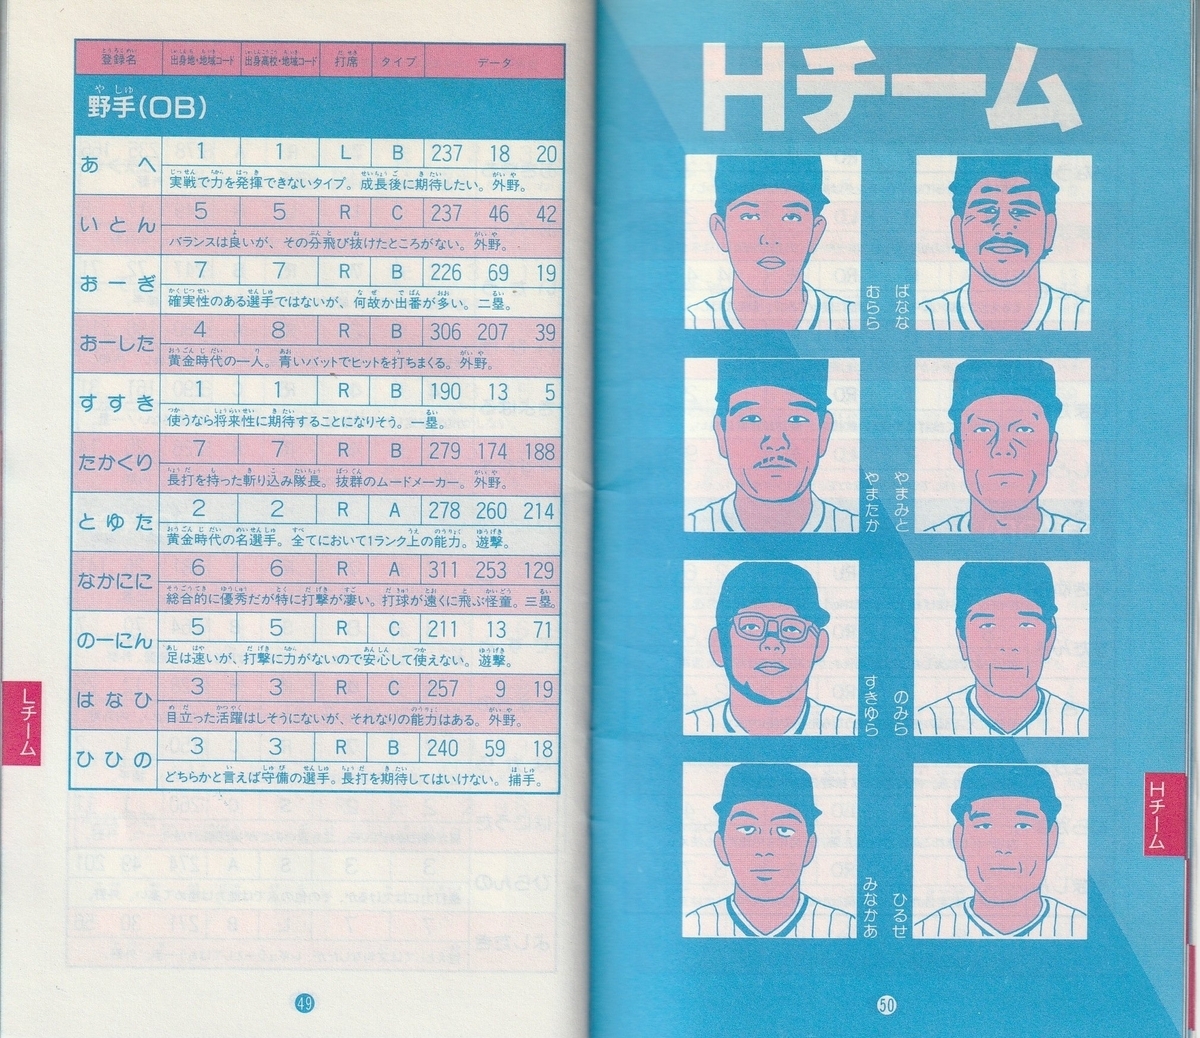 登録名 出身地・地域コード 出身高校・地域コード 打席 タイプ データ
野手(OB)
あへ 1 1 L B 237 18 20
実戦で力を発揮できないタイプ。成長後に期待したい。外野。
いとん 5 5 R C 237 46 42
バランスは良いが、その分飛び抜けたところがない。外野。
おーぎ 7 7 R B 226 69 19
確実性のある選手ではないが、何故か出番が多い。二塁。
おーした 4 8 R B 306 207 39
黄金時代の一人。青いバットでヒットを打ちまくる。外野。
すすき 1 1 R B 190 13 5
使うなら将来性に期待することになりそう。一塁。
たかくり 7 7 R B 279 174 188
長打を持った斬り込み隊長。抜群のムードメーカー。外野。
とゆた 2 2 R A 278 260 214
黄金時代の名選手。全てにおいて1ランク上の能力。遊撃。
なかにに 6 6 R A 311 253 129
総合的に優秀だが特に打撃が凄い。打球が遠くに飛ぶ怪童。三塁。
のーにん 5 5 R C 211 13 71
足は速いが、打撃に力がないので安心して使えない。遊撃。
はなひ 3 3 R C 257 9 19
目立った活躍はしそうにないが、それなりの能力はある。外野。
ひひの 3 3 R B 240 59 18
どちらかと言えば守備の選手。長打を期待してはいけない。捕手。
Lチーム
49
Hチーム
むらら
ばなな
やまたか
やまみと
すきゆら
のみら
みなかあ
ひるせ
Hチーム
50